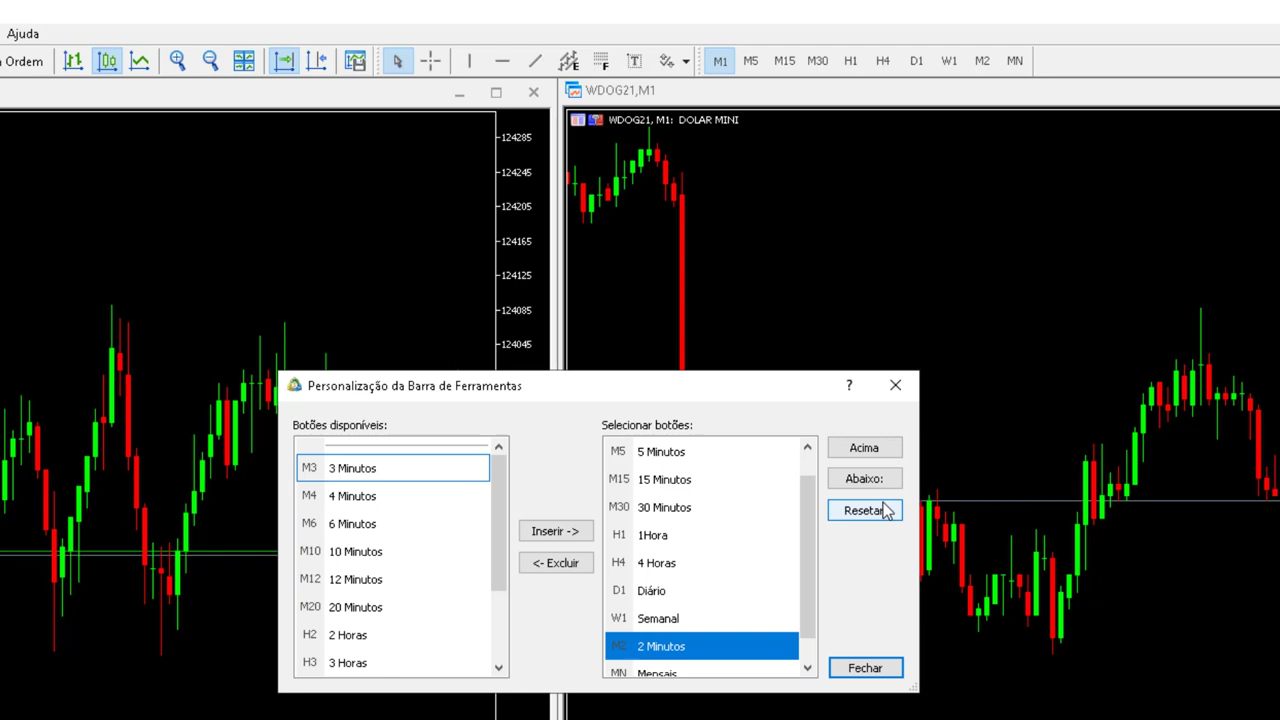 Ajuda
Ordem
E
F
T
M1
M5
M15
M30
H1
H4
D1
W1
M2
MN
WDOG21,M1
WDOG21, M1: DOLAR MINI
124285
124245
124205
124165
124125
124085
124045
Personalização da Barra de Ferramentas
?
Botões disponíveis:
M3 3 Minutos
M4 4 Minutos
M6 6 Minutos
M10 10 Minutos
M12 12 Minutos
M20 20 Minutos
H2 2 Horas
H3 3 Horas
Inserir ->
<- Excluir
Selecionar botões:
M5 5 Minutos
M15 15 Minutos
M30 30 Minutos
H1 1Hora
H4 4 Horas
D1 Diário
W1 Semanal
M2 2 Minutos
MN Mensais
Acima
Abaixo:
Resetar
Fechar